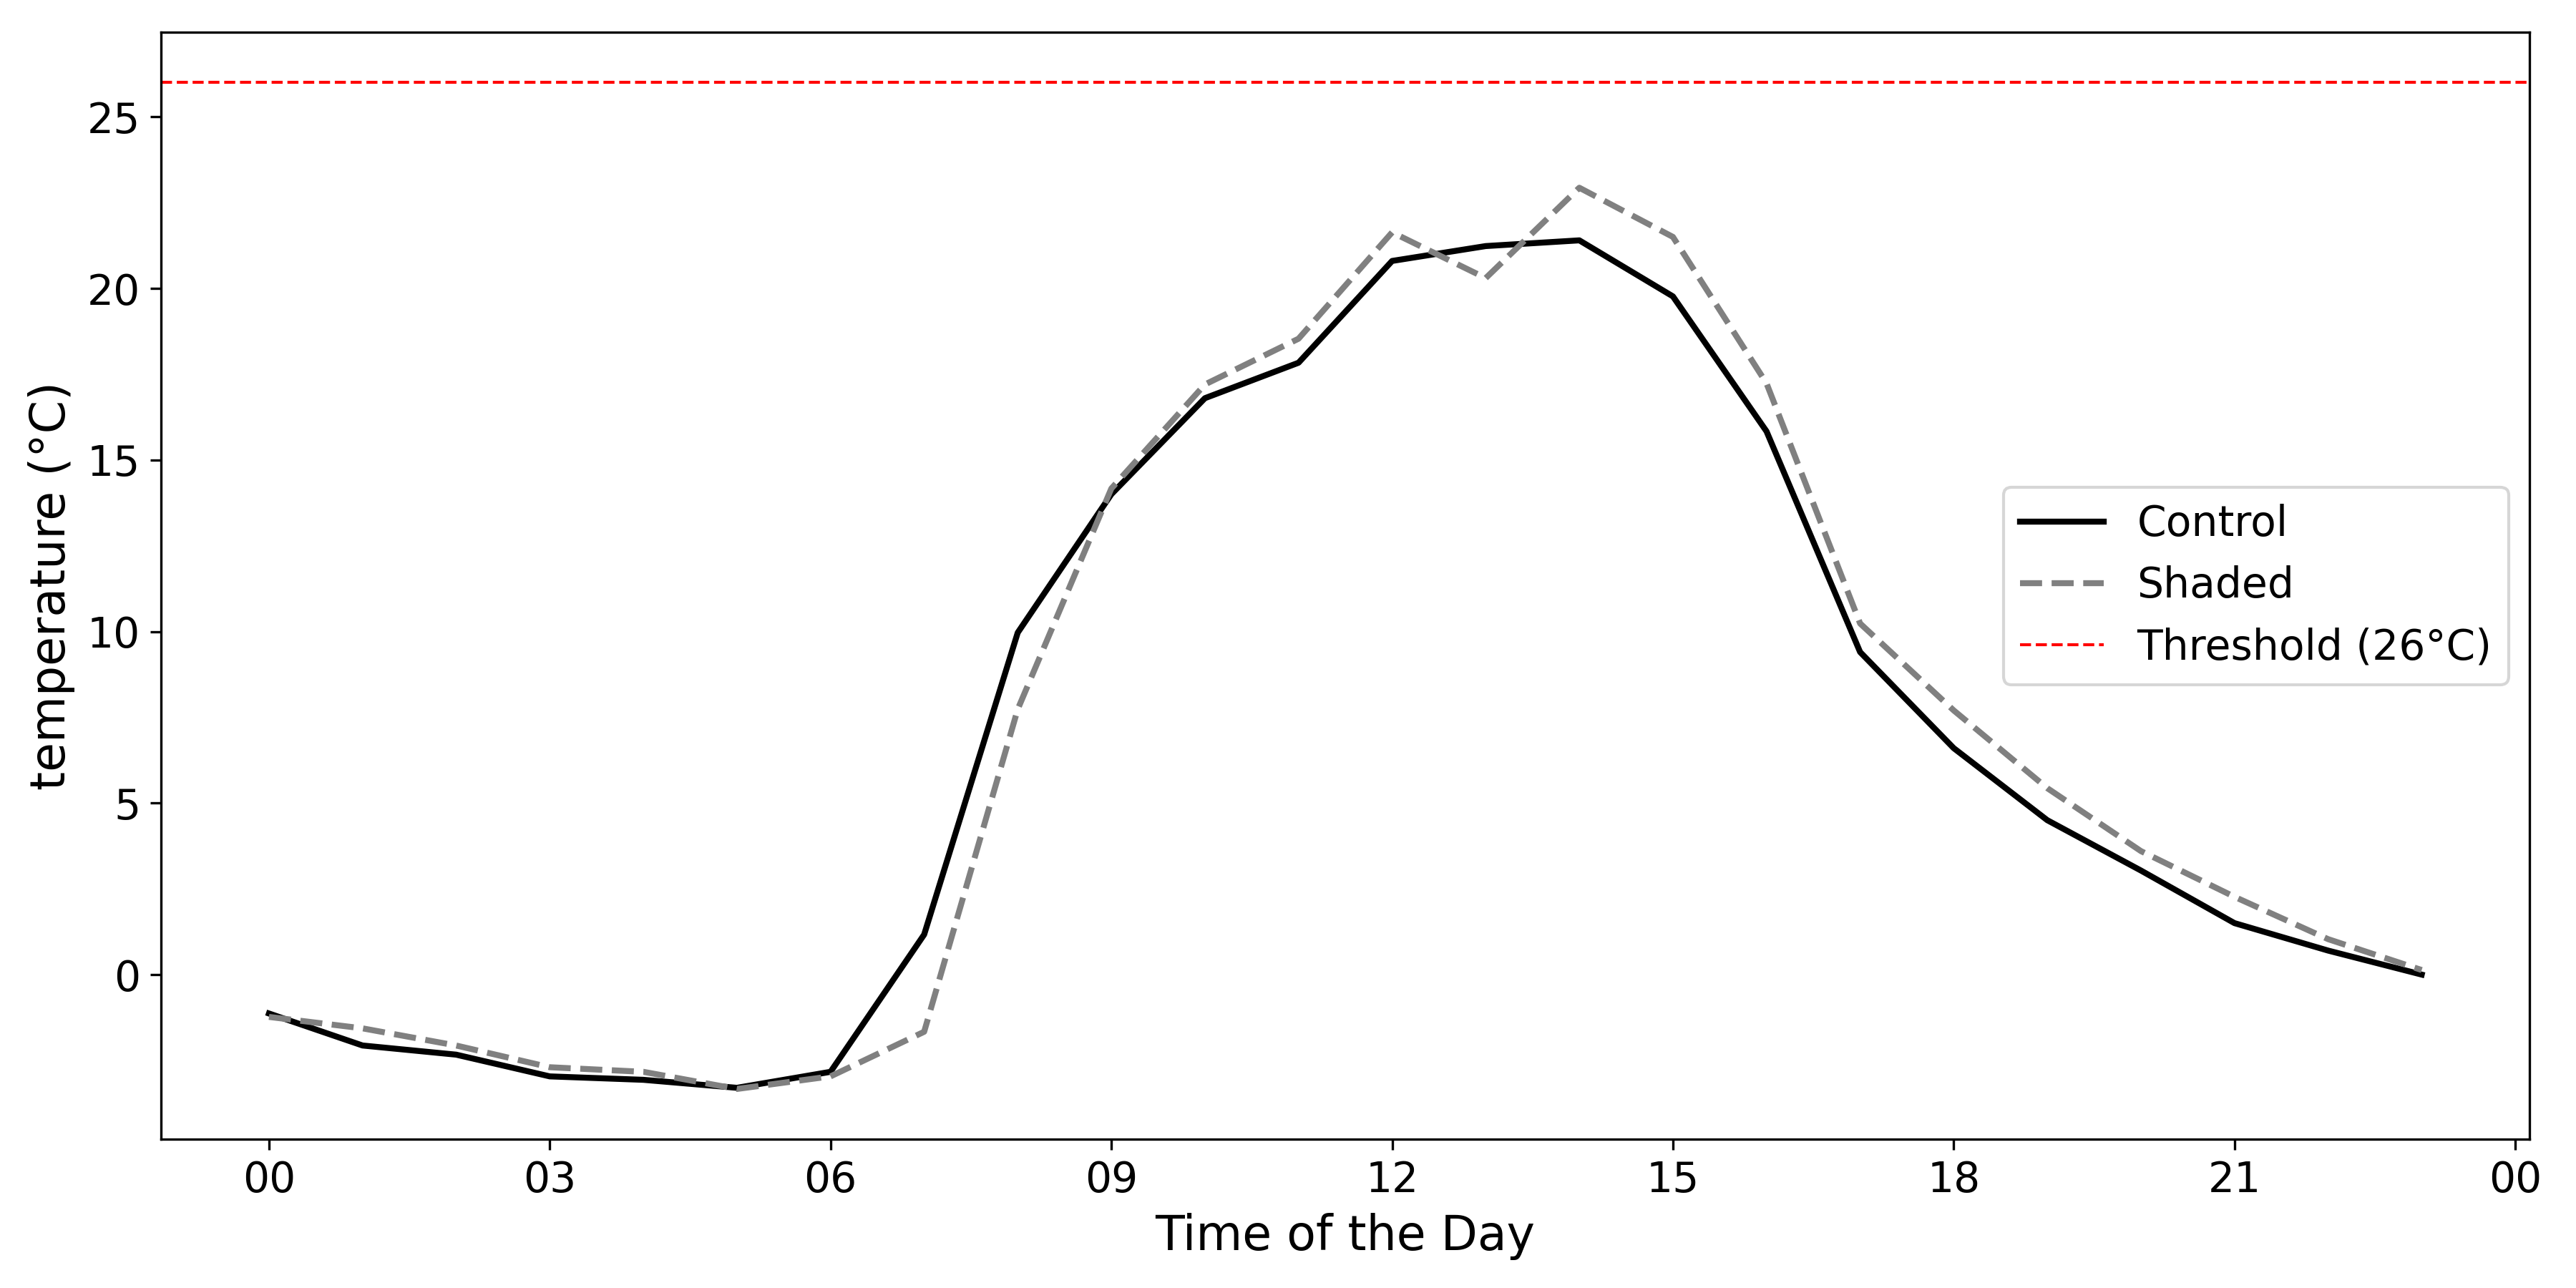 25
20
15
10
5
0
temperature (°C)
Control
Shaded
Threshold (26°C)
00 03 06 09 12 15 18 21 00
Time of the Day